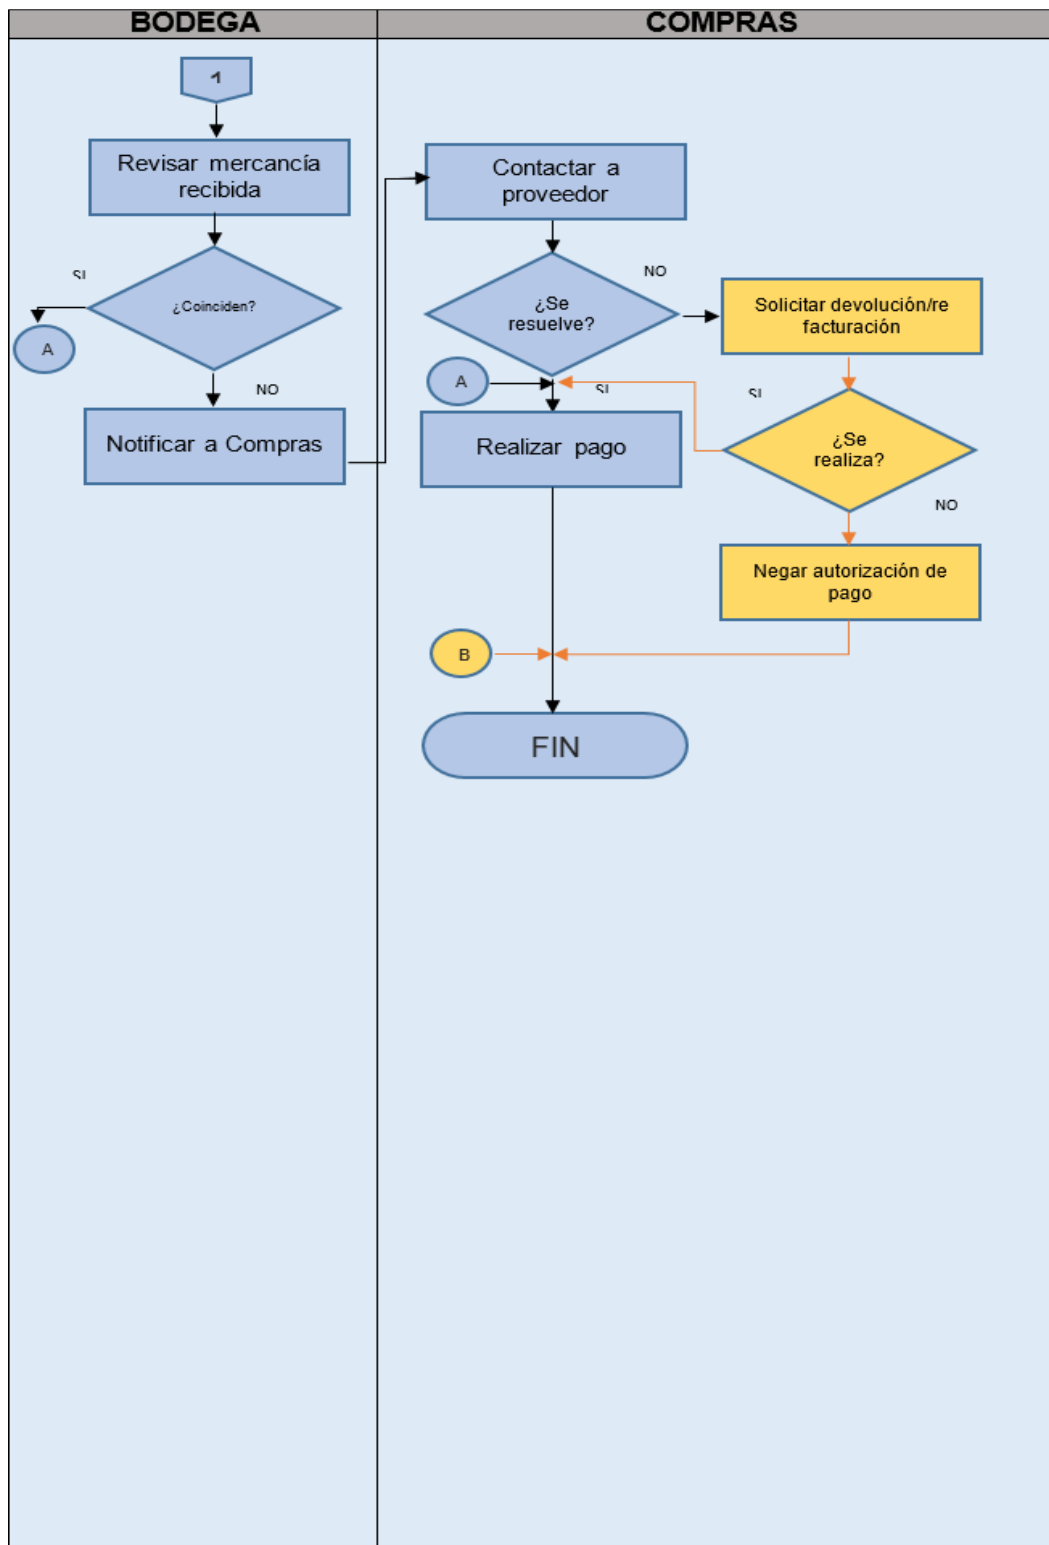 BODEGA
COMPRAS
1
Revisar mercancía
recibida
SI
¿Coinciden?
A
NO
Notificar a Compras
Contactar a
proveedor
NO
¿Se
resuelve?
Solicitar devolución/re
facturación
A
SI
SI
Realizar pago
¿Se
realiza?
NO
Negar autorización de
pago
B
FIN